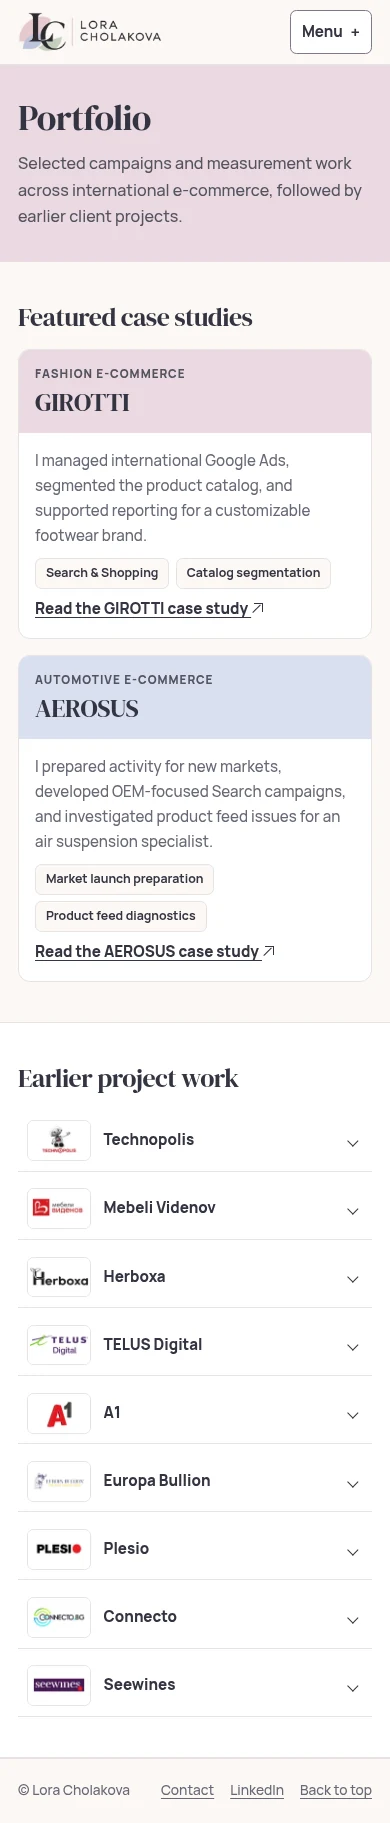 LC LORA
CHOLAKOVA
Menu +
Portfolio
Selected campaigns and measurement work
across international e-commerce, followed by
earlier client projects.
Featured case studies
FASHION E-COMMERCE
GIROTTI
I managed international Google Ads,
segmented the product catalog, and
supported reporting for a customizable
footwear brand.
Search & Shopping
Catalog segmentation
Read the GIROTTI case study
AUTOMOTIVE E-COMMERCE
AEROSUS
I prepared activity for new markets,
developed OEM-focused Search campaigns,
and investigated product feed issues for an
air suspension specialist.
Market launch preparation
Product feed diagnostics
Read the AEROSUS case study
Earlier project work
TECHNOPOLIS
Technopolis
мебели
ВИДЕНОВ
Mebeli Videnov
Herboxa
Herboxa
TELUS
Digital
TELUS Digital
A1
A1
Europa Bullion
PLESIO
Plesio
CONNECTO.BG
Connecto
seewines
Seewines
© Lora Cholakova
Contact
LinkedIn
Back to top